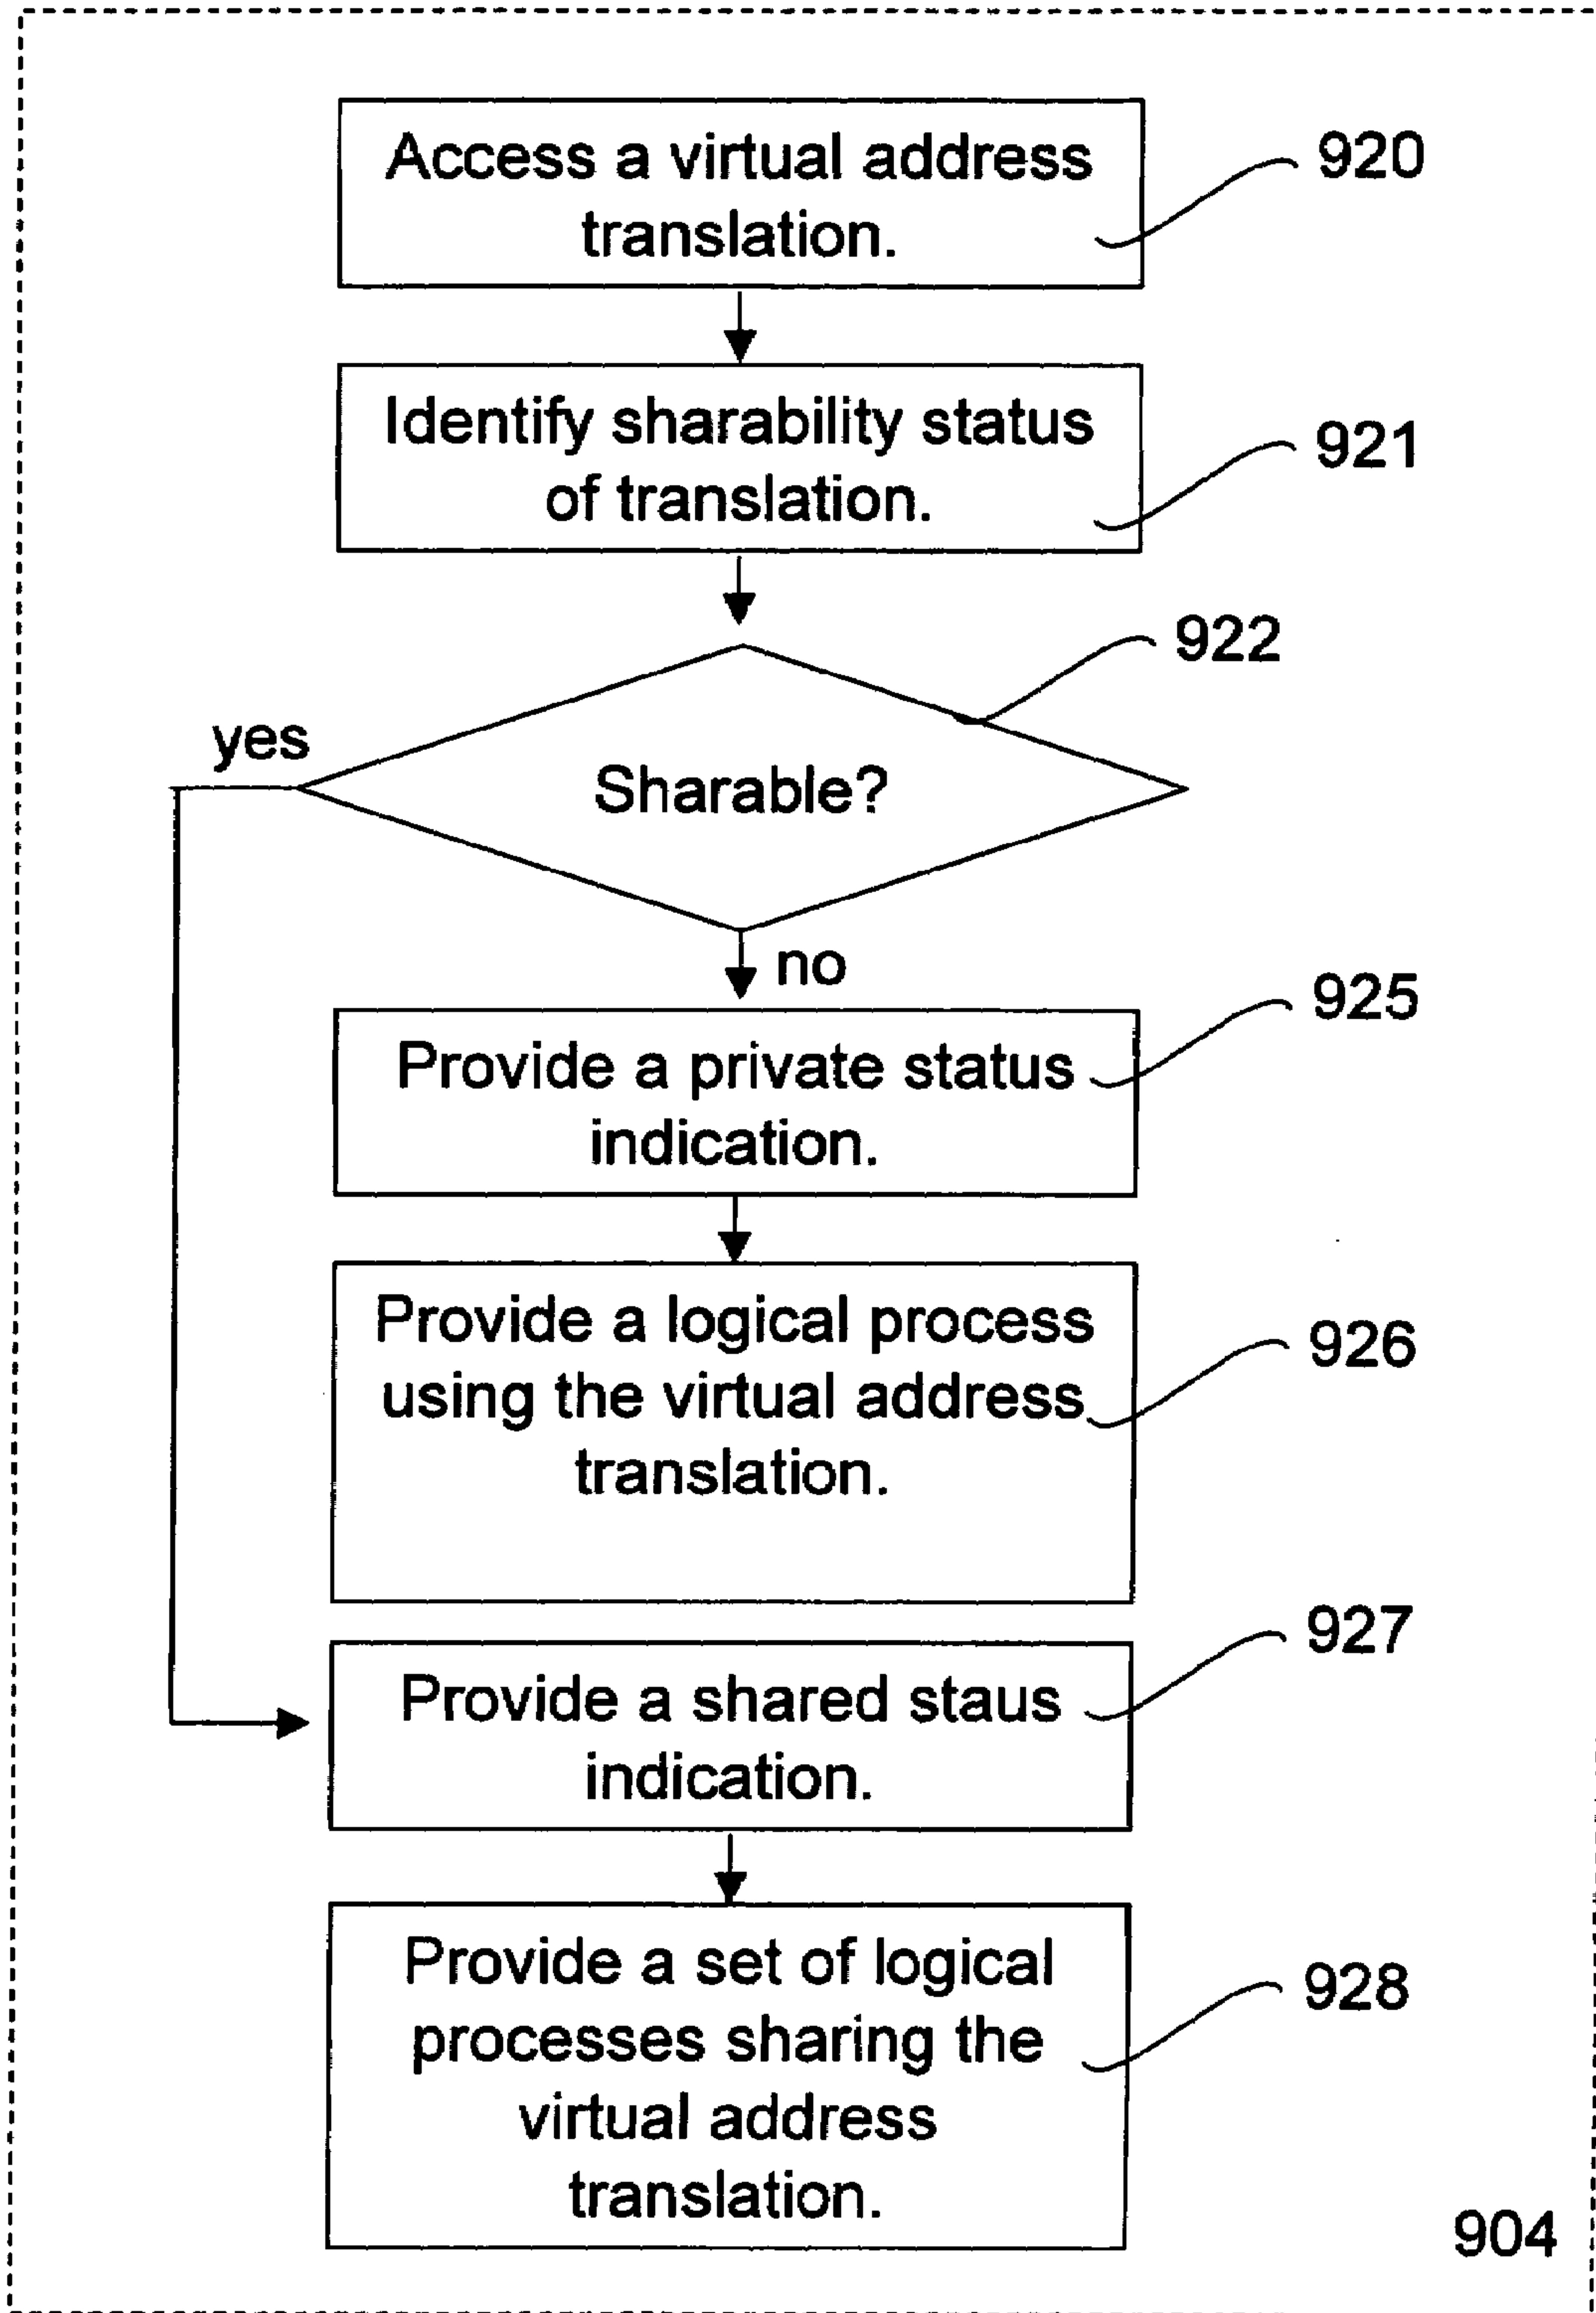 Access a virtual address
translation.
920
Identify sharability status
of translation.
921
922
yes
Sharable?
no
925
Provide a private status
indication.
Provide a logical process
using the virtual address
translation.
926
927
Provide a shared staus
indication.
Provide a set of logical
processes sharing the
virtual address
translation.
928
904